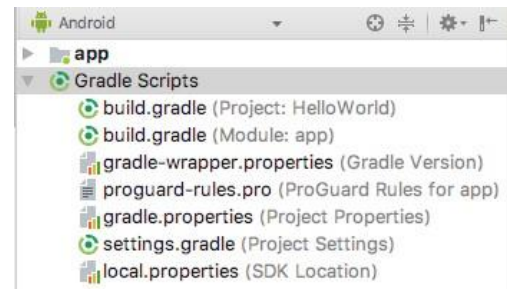 Android
app
Gradle Scripts
build.gradle (Project: HelloWorld)
build.gradle (Module: app)
gradle-wrapper.properties (Gradle Version)
proguard-rules.pro (ProGuard Rules for app)
gradle.properties (Project Properties)
settings.gradle (Project Settings)
local.properties (SDK Location)